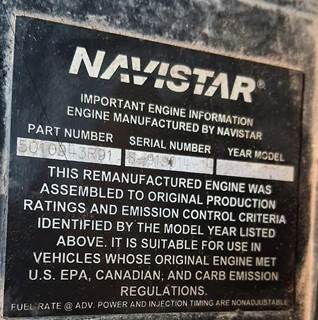 NAVISTAR®
IMPORTANT ENGINE INFORMATION
ENGINE MANUFACTURED BY NAVISTAR
PART NUMBER SERIAL NUMBER YEAR MODEL
THIS REMANUFACTURED ENGINE WAS
ASSEMBLED TO ORIGINAL PRODUCTION
RATINGS AND EMISSION CONTROL CRITERIA
IDENTIFIED BY THE MODEL YEAR LISTED
ABOVE. IT IS SUITABLE FOR USE IN
VEHICLES WHOSE ORIGINAL ENGINE MET
U.S. EPA, CANADIAN, AND CARB EMISSION
REGULATIONS.
FUEL RATE @ ADV. POWER AND INJECTION TIMING ARE NONADJUSTABLE